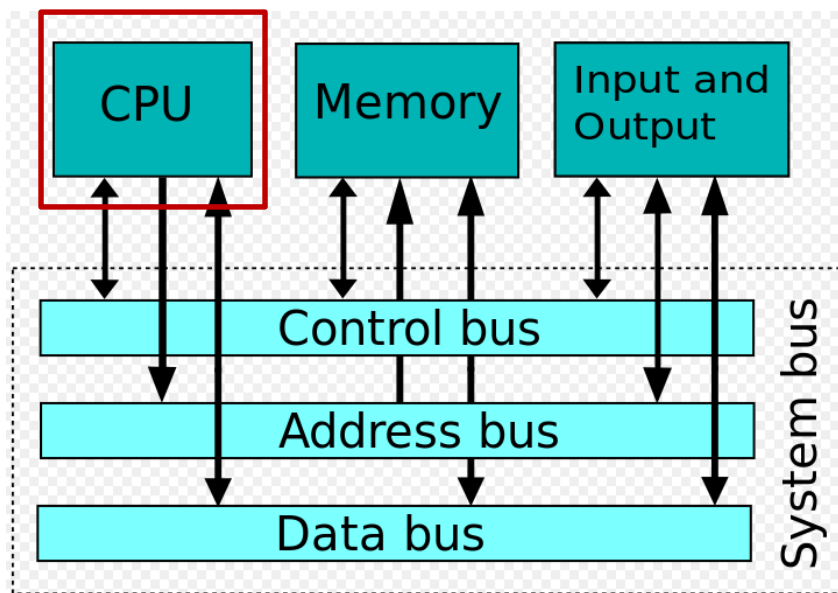 CPU
Memory
Input and
Output
Control bus
Address bus
Data bus
System bus